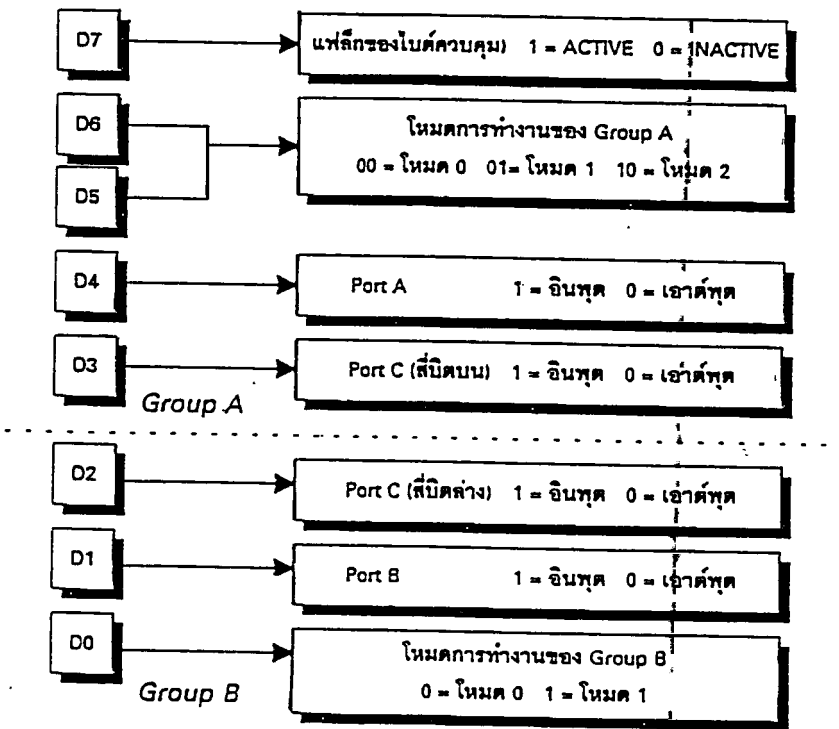 D7
แฟล็กของไบต์ควบคุม) 1 = ACTIVE 0 = INACTIVE
D6
D5
โหมดการทำงานของ Group A
00 = โหมด 0 01= โหมด 1 10 = โหมด 2
D4
Port A 1 = อินพุต 0 = เอาต์พุต
D3
Port C (สี่บิตบน) 1 = อินพุต 0 = เอาต์พุต
Group A
D2
Port C (สี่บิตล่าง) 1 = อินพุต 0 = เอาต์พุต
D1
Port B 1 = อินพุต 0 = เอาต์พุต
D0
โหมดการทำงานของ Group B
0 = โหมด 0 1 = โหมด 1
Group B